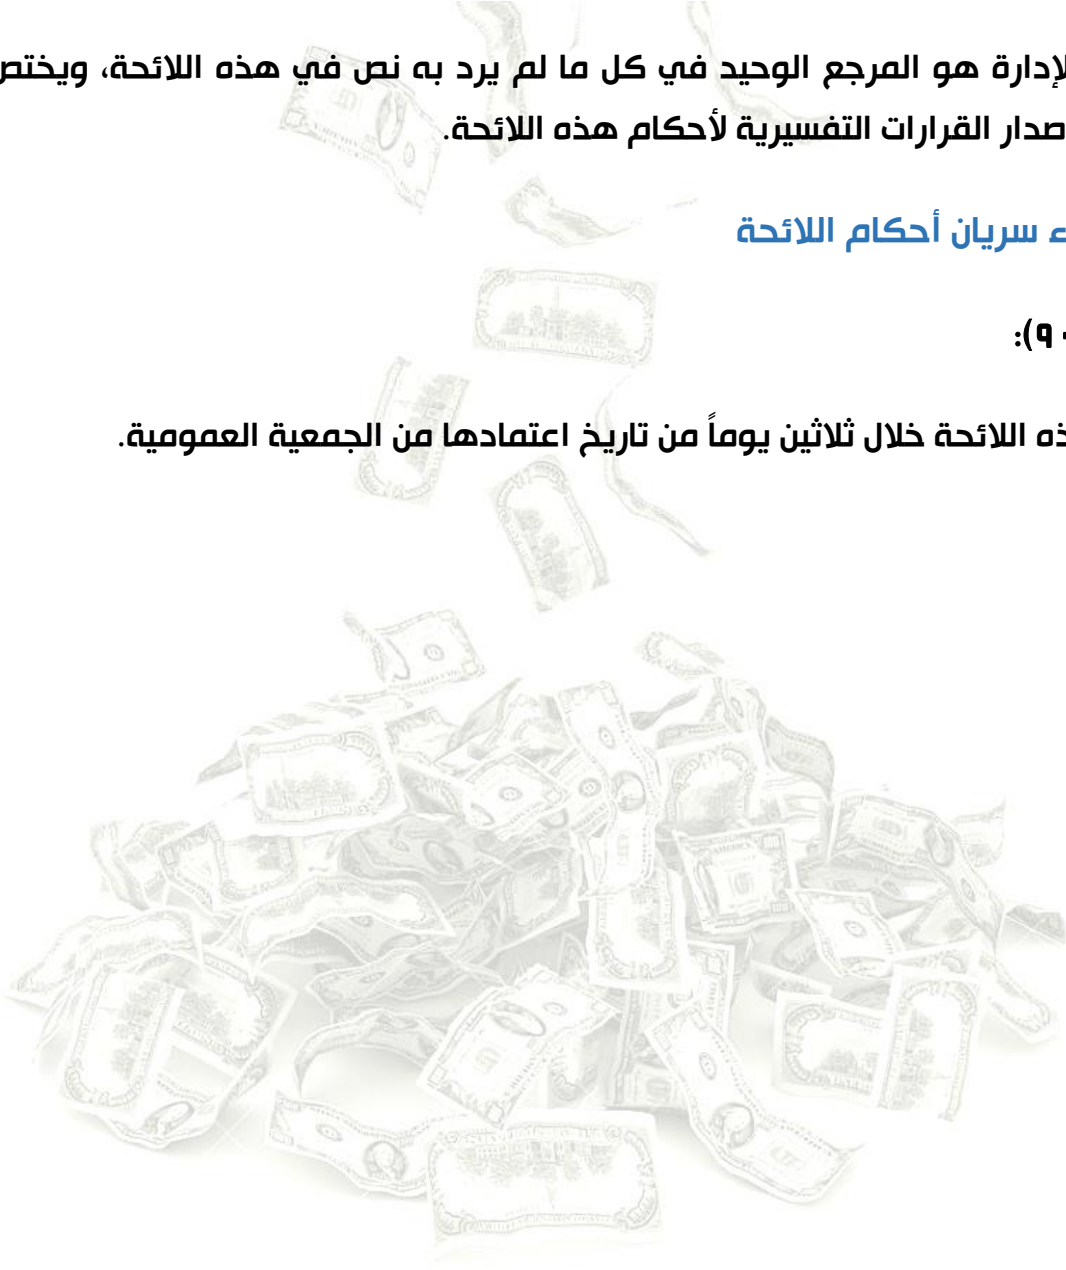 لإدارة هو المرجع الوحيد في كل ما لم يرد به نص في هذه اللائحة، ويختص
صدار القرارات التفسيرية لأحكام هذه اللائحة.
ء سريان أحكام اللائحة
- ٩):
ذه اللائحة خلال ثلاثين يوماً من تاريخ اعتمادها من الجمعية العمومية.